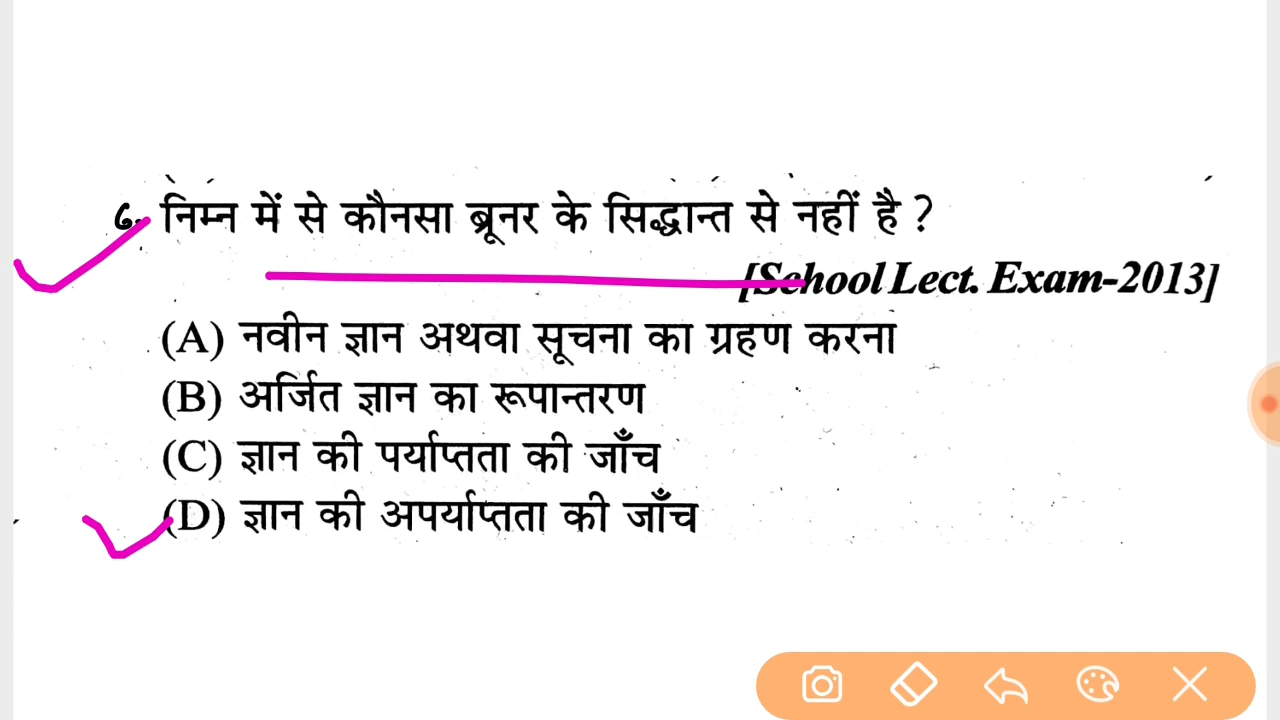 6. निम्न में से कौनसा ब्रूनर के सिद्धान्त से नहीं है ?
[School Lect. Exam-2013]
(A) नवीन ज्ञान अथवा सूचना का ग्रहण करना
(B) अर्जित ज्ञान का रूपान्तरण
(C) ज्ञान की पर्याप्तता की जाँच
(D) ज्ञान की अपर्याप्तता की जाँच